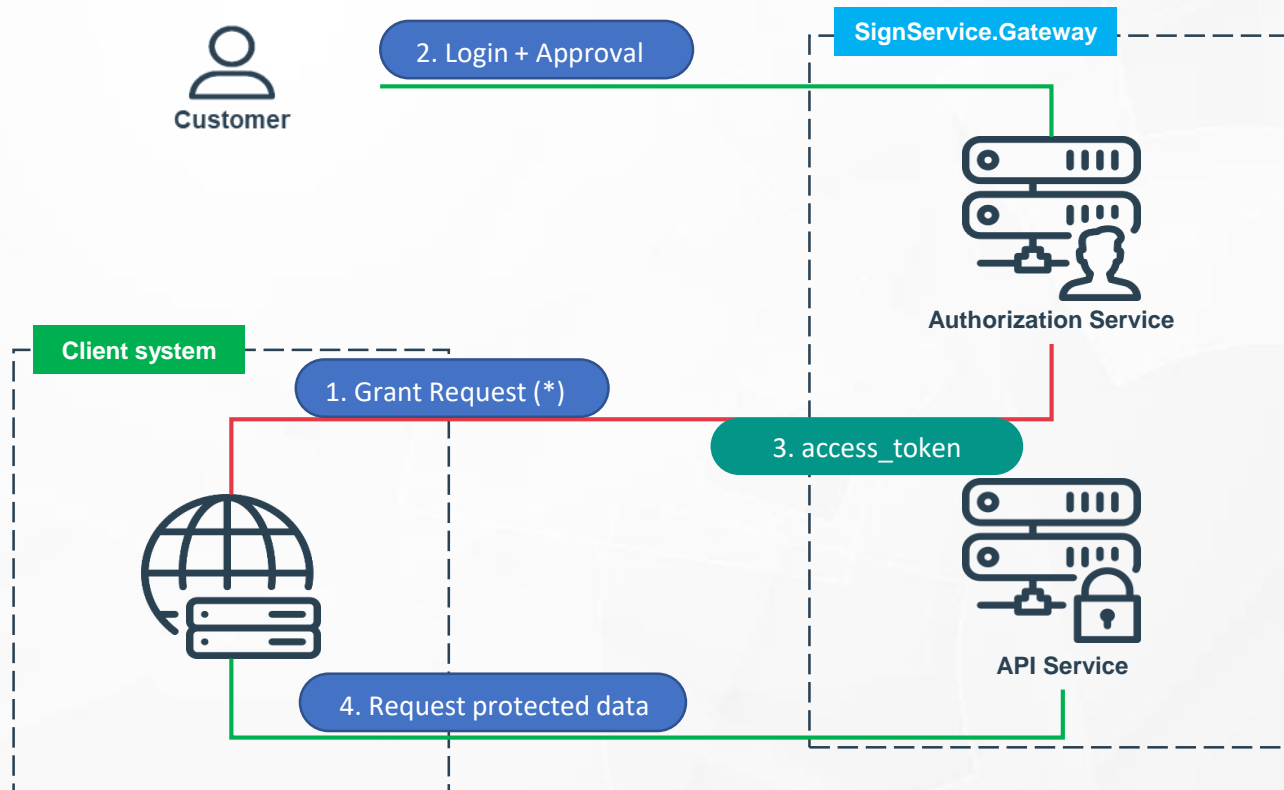 SignService.Gateway
2. Login + Approval
Customer
Authorization Service
Client system
1. Grant Request (*)
3. access_token
API Service
4. Request protected data